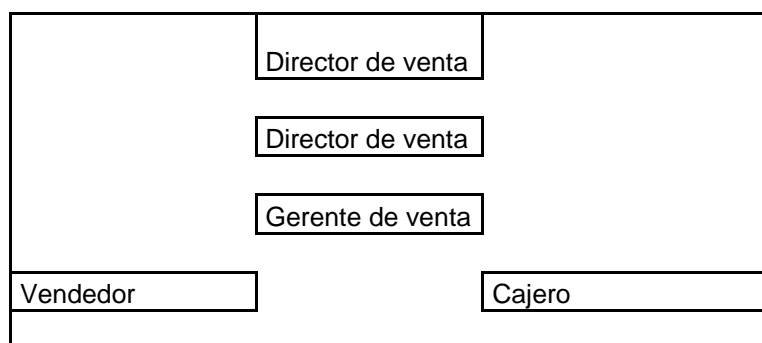 Director de venta
Director de venta
Gerente de venta
Vendedor
Cajero